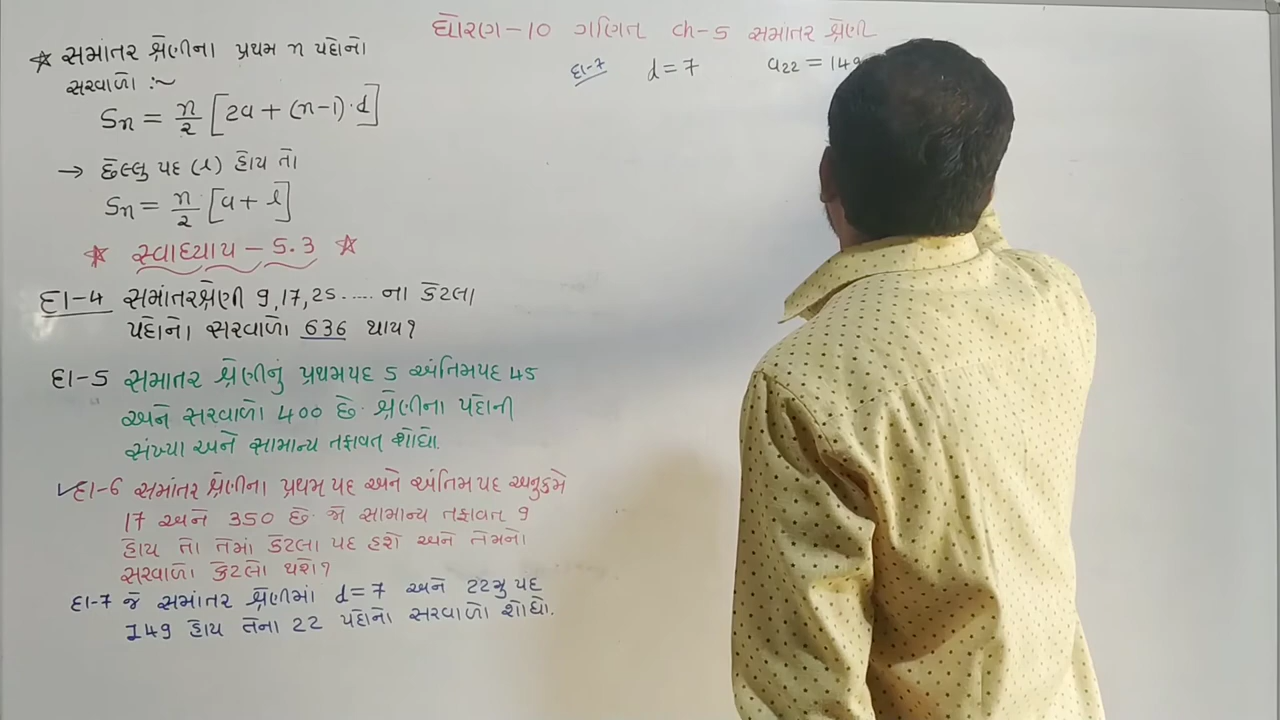 ધોરણ-10 ગણિત ch-5 સમાંતર શ્રેણી
★ સમાંતર શ્રેણીના પ્રથમ n પદોનો
સરવાળો :~
Sn = n/2 [2a + (n-1)·d]
→ છેલ્લુ પદ (l) હોય તો
Sn = n/2 [a + l]
★ સ્વાધ્યાય - 5.3 ★
દા-4 સમાંતરશ્રેણી 9,17,25..... ના કેટલા
પદોનો સરવાળો 636 થાય?
દા-5 સમાંતર શ્રેણીનું પ્રથમપદ 5 અંતિમપદ 45
અને સરવાળો 400 છે. શ્રેણીના પદોની
સંખ્યા અને સામાન્ય તફાવત શોધો.
✓દા-6 સમાંતર શ્રેણીના પ્રથમ પદ અને અંતિમ પદ અનુક્રમે
17 અને 350 છે. જો સામાન્ય તફાવત 9
હોય તો તેમાં કેટલા પદ હશે અને તેમનો
સરવાળો કેટલો થશે?
દા-7 જે સમાંતર શ્રેણીમાં d=7 અને 22મુ પદ
149 હોય તેના 22 પદોનો સરવાળો શોધો.
દા-7 d = 7 a22 = 149